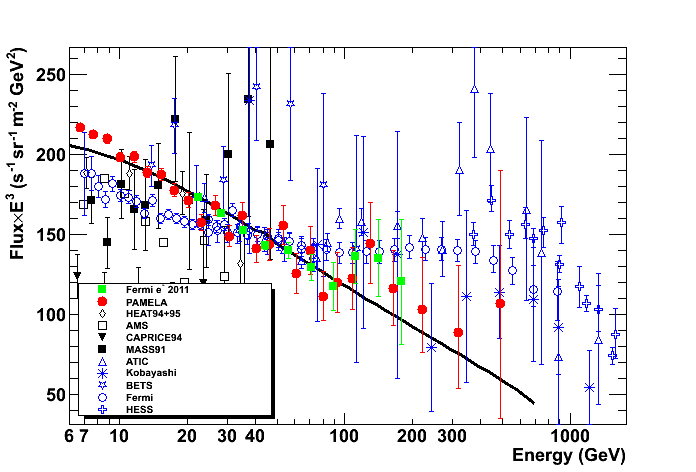 Flux×E³ (s⁻¹ sr⁻¹ m⁻² GeV²)
250
200
150
100
50
Fermi e⁻ 2011
PAMELA
HEAT94+95
AMS
CAPRICE94
MASS91
ATIC
Kobayashi
BETS
Fermi
HESS
6 7 10 20 30 40 100 200 300 1000
Energy (GeV)